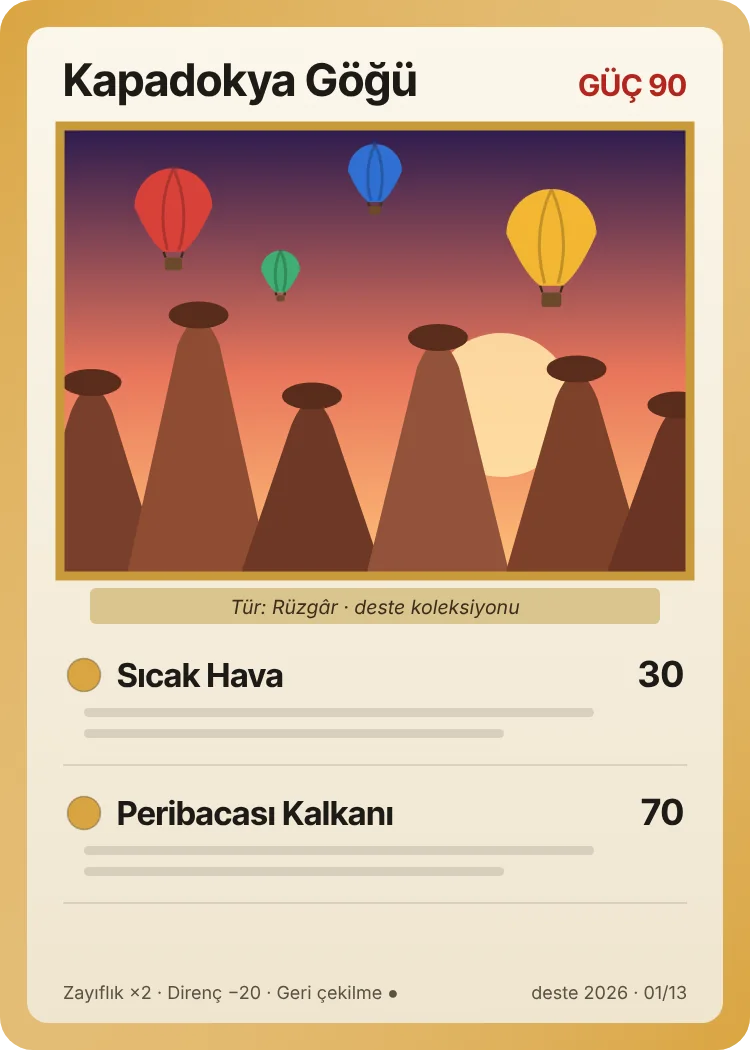 Kapadokya Göğü
GÜÇ 90
Tür: Rüzgâr · deste koleksiyonu
Sıcak Hava 30
Peribacası Kalkanı 70
Zayıflık ×2 · Direnç −20 · Geri çekilme ●
deste 2026 · 01/13